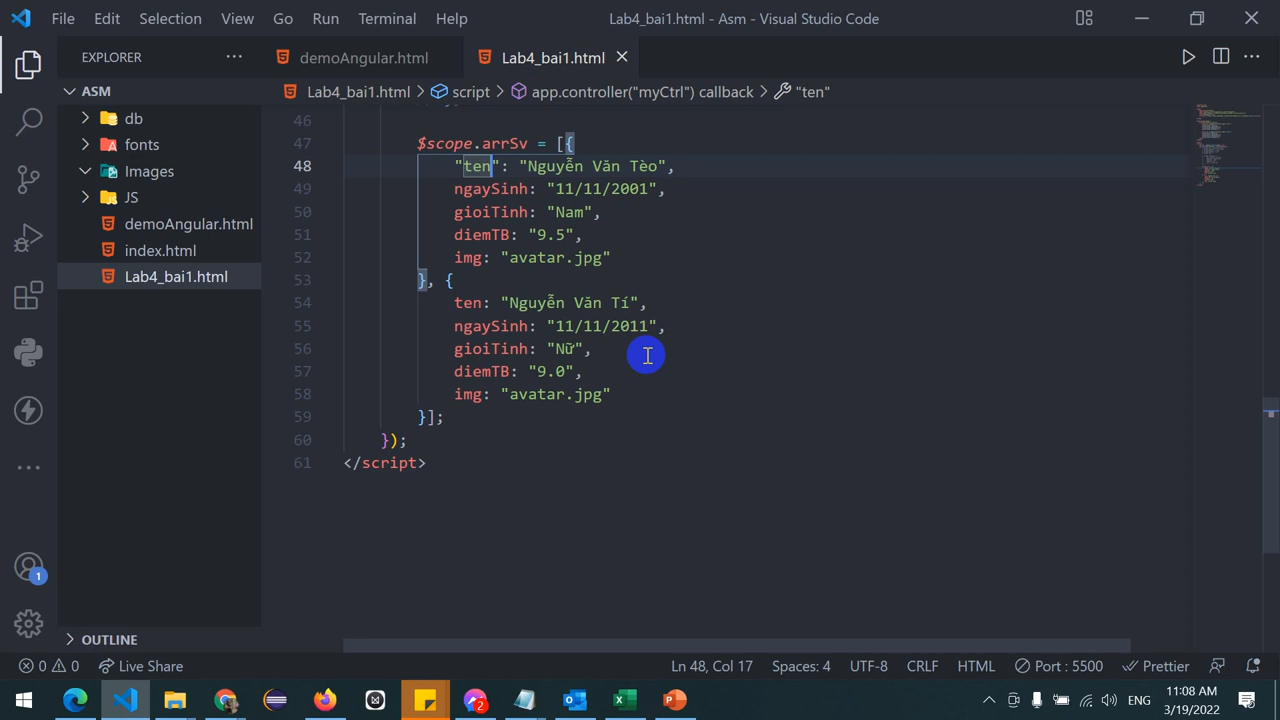 File Edit Selection View Go Run Terminal Help
Lab4_bai1.html - Asm - Visual Studio Code
EXPLORER
demoAngular.html
Lab4_bai1.html
ASM
Lab4_bai1.html > script > app.controller("myCtrl") callback > "ten"
db
fonts
Images
JS
demoAngular.html
index.html
Lab4_bai1.html
46
47 $scope.arrSv = [{
48 "ten": "Nguyễn Văn Tèo",
49 ngaySinh: "11/11/2001",
50 gioiTinh: "Nam",
51 diemTB: "9.5",
52 img: "avatar.jpg"
53 }, {
54 ten: "Nguyễn Văn Tí",
55 ngaySinh: "11/11/2011",
56 gioiTinh: "Nữ",
57 diemTB: "9.0",
58 img: "avatar.jpg"
59 }];
60 });
61 </script>
1
OUTLINE
0 0 Live Share
Ln 48, Col 17 Spaces: 4 UTF-8 CRLF HTML Port : 5500 Prettier
2
ENG
11:08 AM
3/19/2022